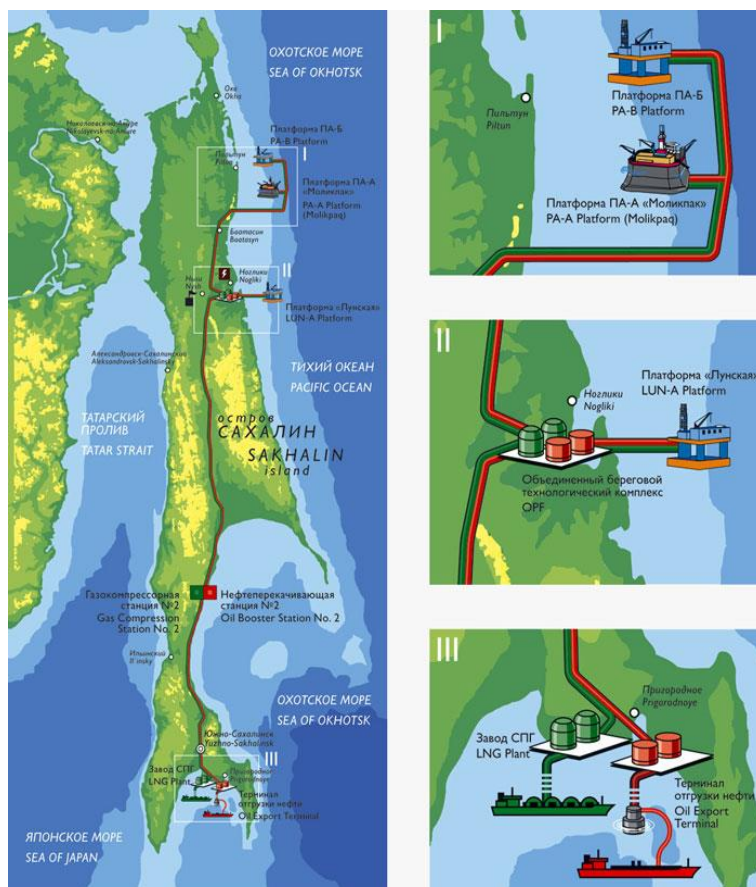 ОХОТСКОЕ МОРЕ
SEA OF OKHOTSK
Оха
Okha
Николаевск-на-Амуре
Nikolayevsk-na-Amure
Платформа ПА-Б
PA-B Platform
I
Пильтун
Piltun
Платформа ПА-А
«Моликпак»
PA-A Platform
(Molikpaq)
Боатасин
Boatasyn
II
Ныш
Nysh
Ноглики
Nogliki
Платформа «Лунская»
LUN-A Platform
Александровск-Сахалинский
Aleksandrovsk-Sakhalinsky
ТИХИЙ ОКЕАН
PACIFIC OCEAN
ТАТАРСКИЙ
ПРОЛИВ
TATAR STRAIT
остров
САХАЛИН
SAKHALIN
island
Газокомпрессорная
станция №2
Gas Compression
Station No. 2
Нефтеперекачивающая
станция №2
Oil Booster Station No. 2
Ильинский
Il'insky
ОХОТСКОЕ МОРЕ
SEA OF OKHOTSK
Южно-Сахалинск
Yuzhno-Sakhalinsk
III
Завод СПГ
LNG Plant
Пригородное
Prigorodnoye
Терминал
отгрузки нефти
Oil Export Terminal
ЯПОНСКОЕ МОРЕ
SEA OF JAPAN
I
Пильтун
Piltun
Платформа ПА-Б
PA-B Platform
Платформа ПА-А «Моликпак»
PA-A Platform (Molikpaq)
II
Ноглики
Nogliki
Платформа «Лунская»
LUN-A Platform
Объединенный береговой
технологический комплекс
OPF
III
Пригородное
Prigorodnoye
Завод СПГ
LNG Plant
Терминал
отгрузки нефти
Oil Export
Terminal